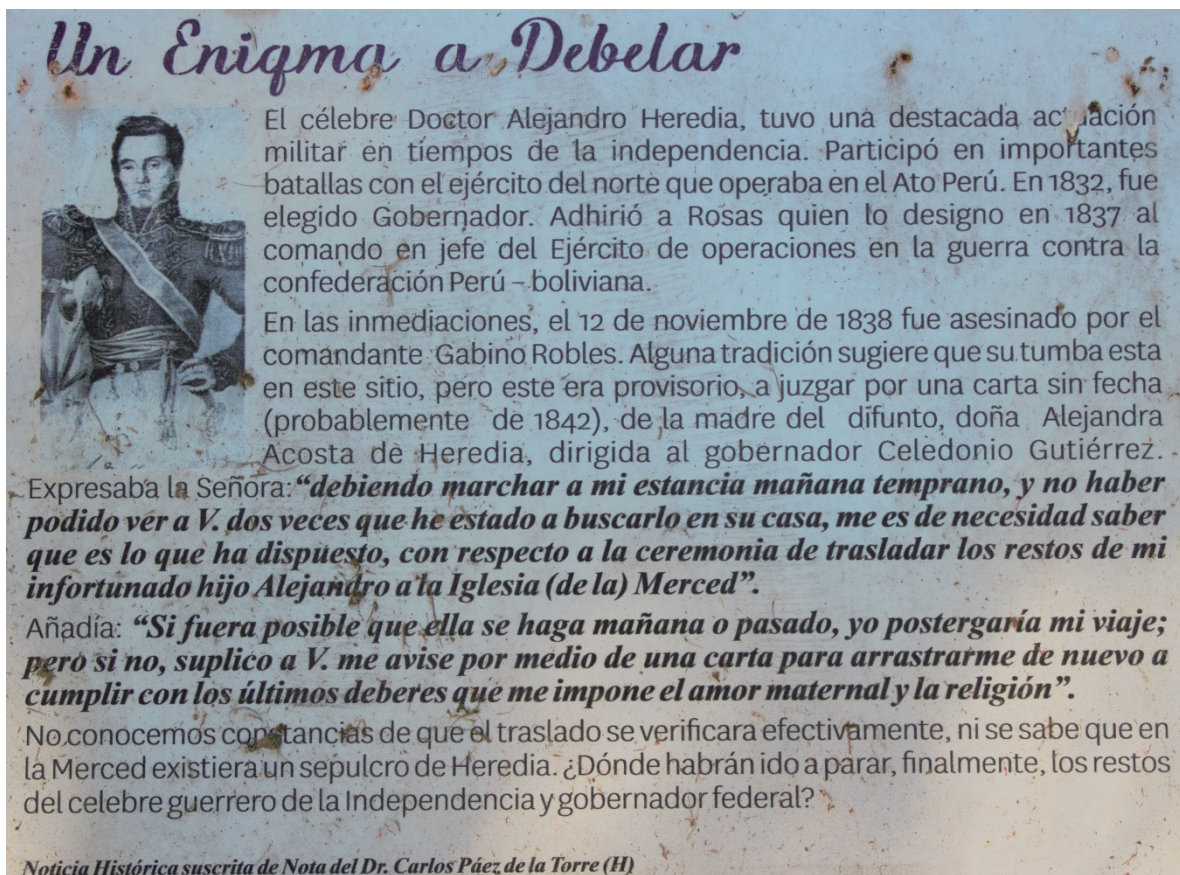 Un Enigma a Debelar
El célebre Doctor Alejandro Heredia, tuvo una destacada actuación
militar en tiempos de la independencia. Participó en importantes
batallas con el ejército del norte que operaba en el Ato Perú. En 1832, fue
elegido Gobernador. Adhirió a Rosas quien lo designo en 1837 al
comando en jefe del Ejército de operaciones en la guerra contra la
confederación Perú – boliviana.
En las inmediaciones, el 12 de noviembre de 1838 fue asesinado por el
comandante Gabino Robles. Alguna tradición sugiere que su tumba esta
en este sitio, pero este era provisorio, a juzgar por una carta sin fecha
(probablemente de 1842), de la madre del difunto, doña Alejandra
Acosta de Heredia, dirigida al gobernador Celedonio Gutiérrez.
Expresaba la Señora: “debiendo marchar a mi estancia mañana temprano, y no haber
podido ver a V. dos veces que he estado a buscarlo en su casa, me es de necesidad saber
que es lo que ha dispuesto, con respecto a la ceremonia de trasladar los restos de mi
infortunado hijo Alejandro a la Iglesia (de la) Merced”.
Añadía: “Si fuera posible que ella se haga mañana o pasado, yo postergaría mi viaje;
pero si no, suplico a V. me avise por medio de una carta para arrastrarme de nuevo a
cumplir con los últimos deberes que me impone el amor maternal y la religión”.
No conocemos constancias de que el traslado se verificara efectivamente, ni se sabe que en
la Merced existiera un sepulcro de Heredia. ¿Dónde habrán ido a parar, finalmente, los restos
del celebre guerrero de la Independencia y gobernador federal?
Noticia Histórica suscrita de Nota del Dr. Carlos Páez de la Torre (H)